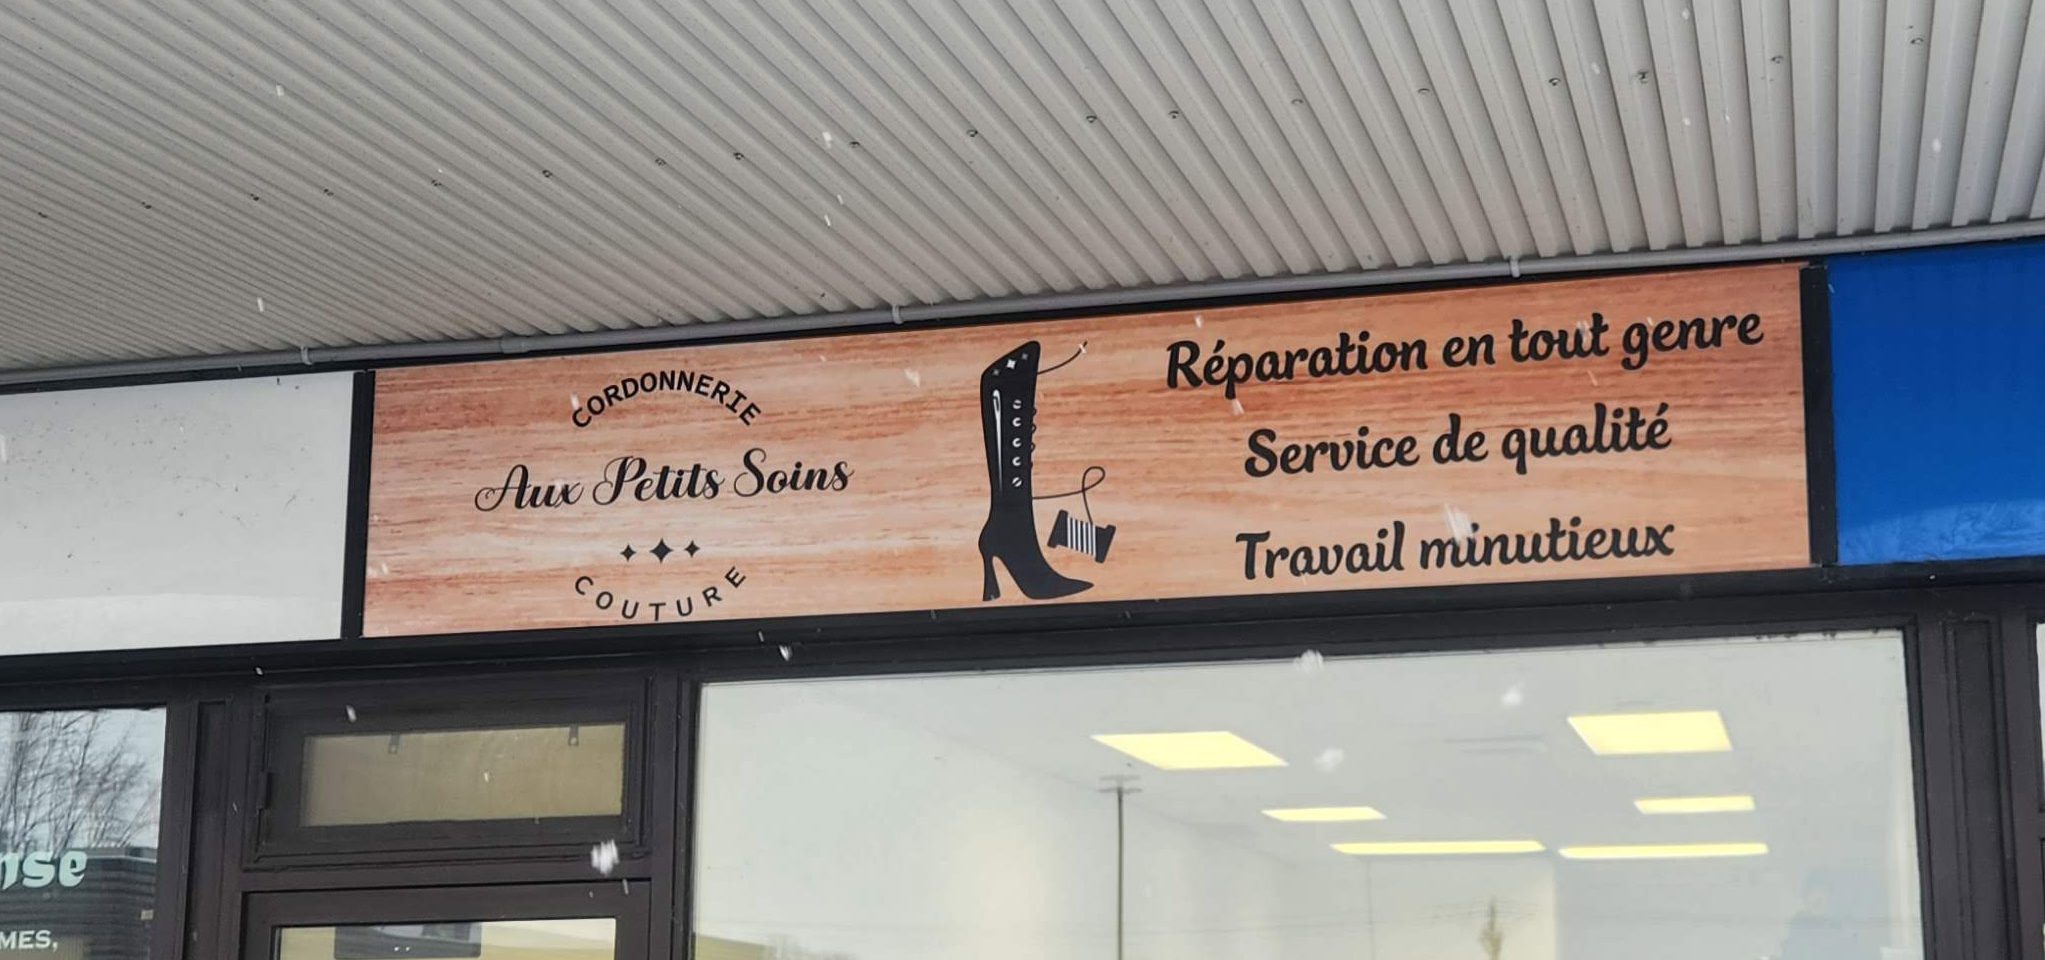 CORDONNERIE
Aux Petits Soins
COUTURE
Réparation en tout genre
Service de qualité
Travail minutieux